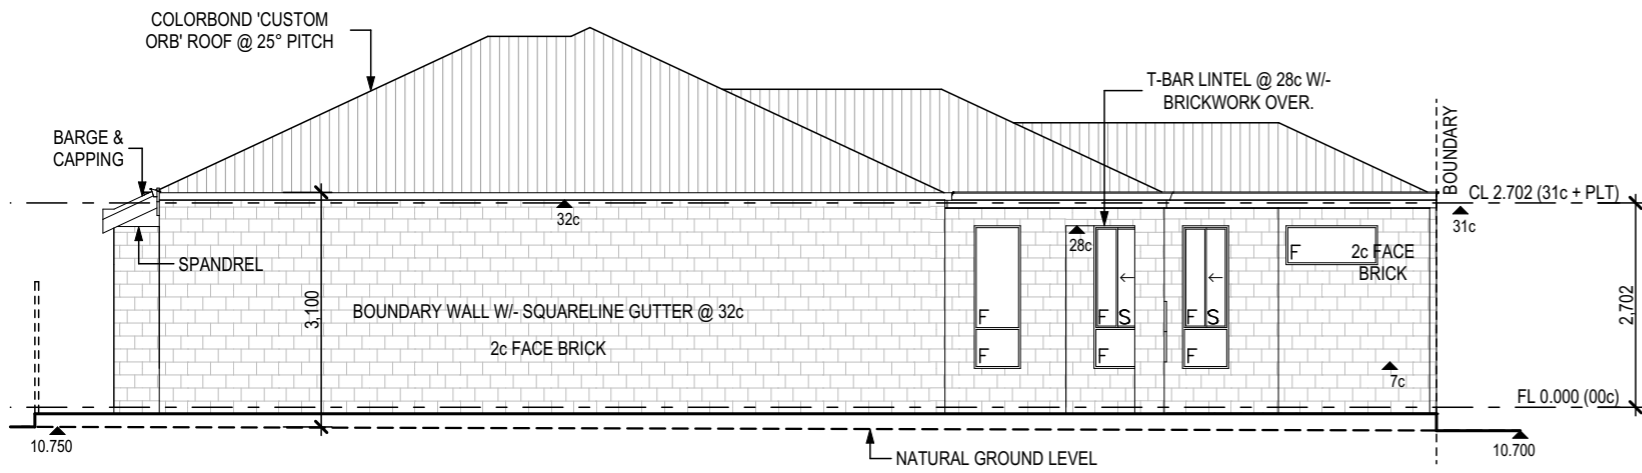 COLORBOND 'CUSTOM
ORB' ROOF @ 25° PITCH
T-BAR LINTEL @ 28c W/-
BRICKWORK OVER.
BARGE &
CAPPING
BOUNDARY
CL 2.702 (31c + PLT)
32c
31c
28c
SPANDREL
F
2c FACE
BRICK
3,100
BOUNDARY WALL W/- SQUARELINE GUTTER @ 32c
2,702
F
F S
F S
2c FACE BRICK
F
F
F
7c
FL 0.000 (00c)
10.750
NATURAL GROUND LEVEL
10.700